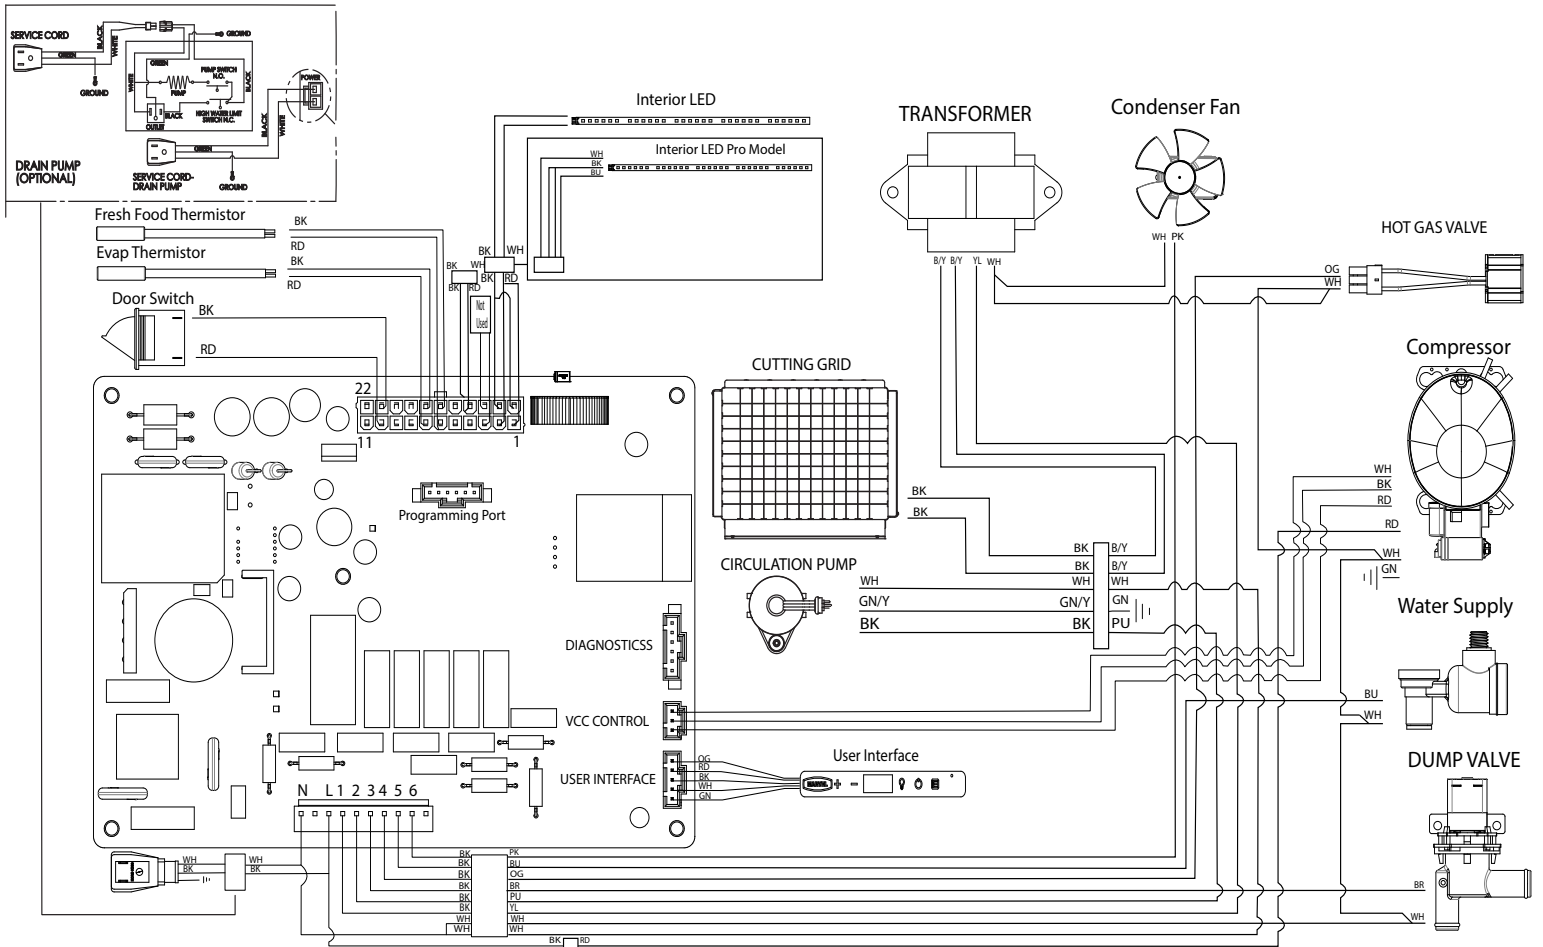 SERVICE CORD
BLACK
WHITE
GREEN
GROUND
GROUND
GREEN
WHITE
PUMP SWITCH
N.O.
PUMP
BLACK
BLACK
HIGH WATER LIMIT
SWITCH N.C.
OUTLET
POWER
BLACK
WHITE
GREEN
DRAIN PUMP
(OPTIONAL)
SERVICE CORD-
DRAIN PUMP
GROUND
Interior LED
Interior LED Pro Model
WH
BK
BU
TRANSFORMER
B/Y B/Y YL WH
Condenser Fan
WH PK
HOT GAS VALVE
OG
WH
Fresh Food Thermistor
BK
RD
Evap Thermistor
BK
RD
Door Switch
BK
RD
BK
WH
BK
WH
BK
RD
BK
RD
Not
Used
22
11
1
Programming Port
CUTTING GRID
BK
BK
CIRCULATION PUMP
WH
GN/Y
BK
BK B/Y
BK B/Y
WH WH
GN/Y GN
BK PU
Compressor
WH
BK
RD
RD
WH
GN
Water Supply
BU
WH
DUMP VALVE
BR
WH
DIAGNOSTICSS
VCC CONTROL
USER INTERFACE
OG
RD
BK
WH
GN
User Interface
MARVEL
+ -
N L 1 2 3 4 5 6
WH WH
BK BK
BK PK
BK BU
BK OG
BK BR
BK PU
BK YL
WH WH
WH WH
BK RD